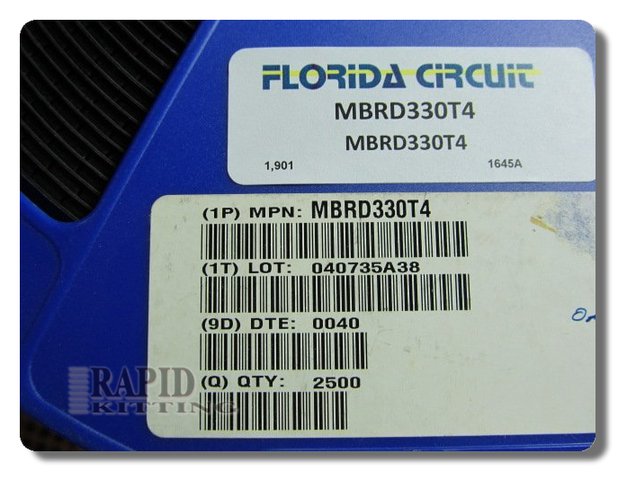 FLORIDA CIRCUIT
MBRD330T4
MBRD330T4
1,901 1645A
(1P) MPN: MBRD330T4
(1T) LOT: 040735A38
(9D) DTE: 0040
(Q) QTY: 2500
RAPID
KITTING